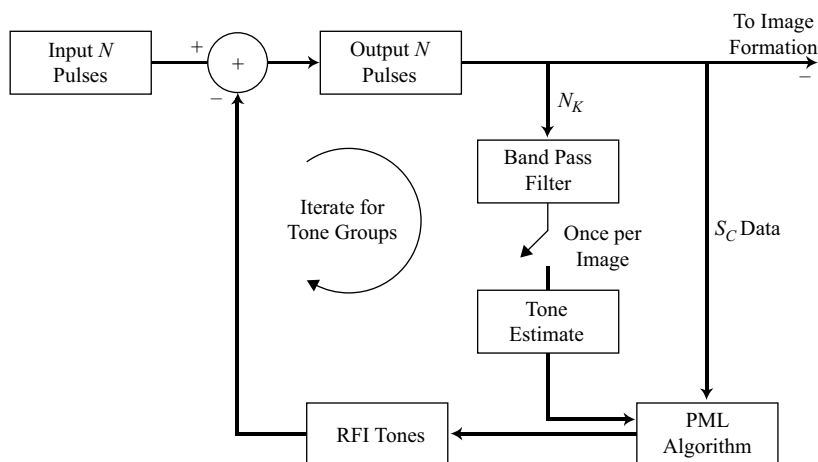 To Image
Formation
Input N
Pulses
+
+
−
Output N
Pulses
−
N_K
Band Pass
Filter
Iterate for
Tone Groups
Once per
Image
S_C Data
Tone
Estimate
RFI Tones
PML
Algorithm